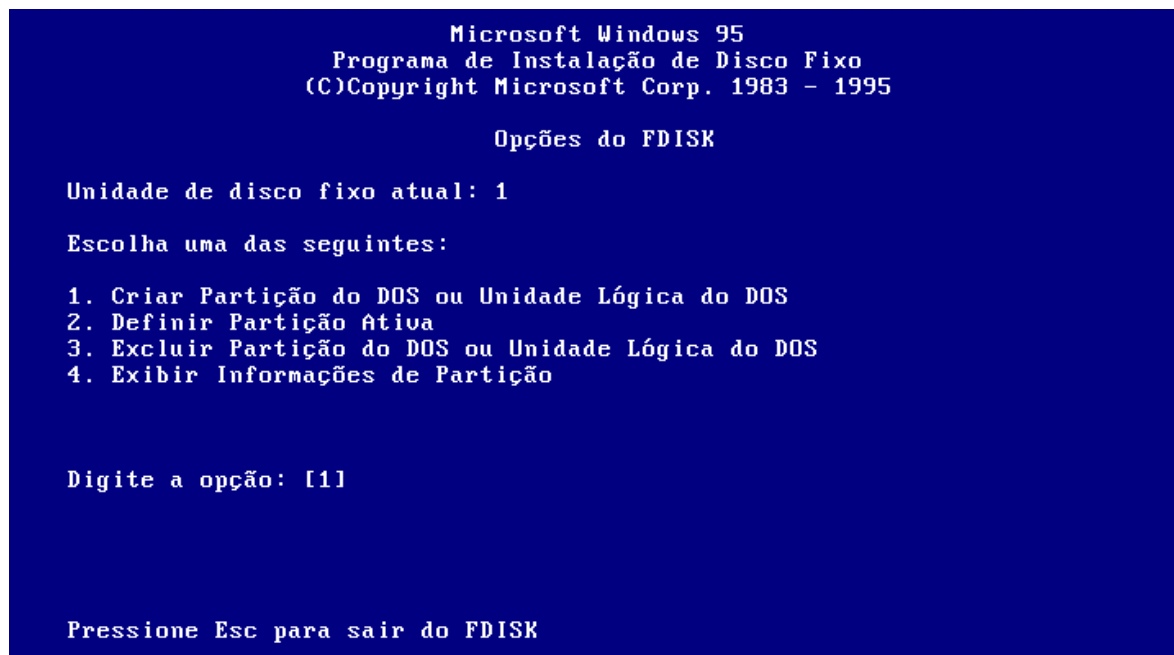 Microsoft Windows 95
Programa de Instalação de Disco Fixo
(C)Copyright Microsoft Corp. 1983 - 1995
Opções do FDISK
Unidade de disco fixo atual: 1
Escolha uma das seguintes:
1. Criar Partição do DOS ou Unidade Lógica do DOS
2. Definir Partição Ativa
3. Excluir Partição do DOS ou Unidade Lógica do DOS
4. Exibir Informações de Partição
Digite a opção: [1]
Pressione Esc para sair do FDISK